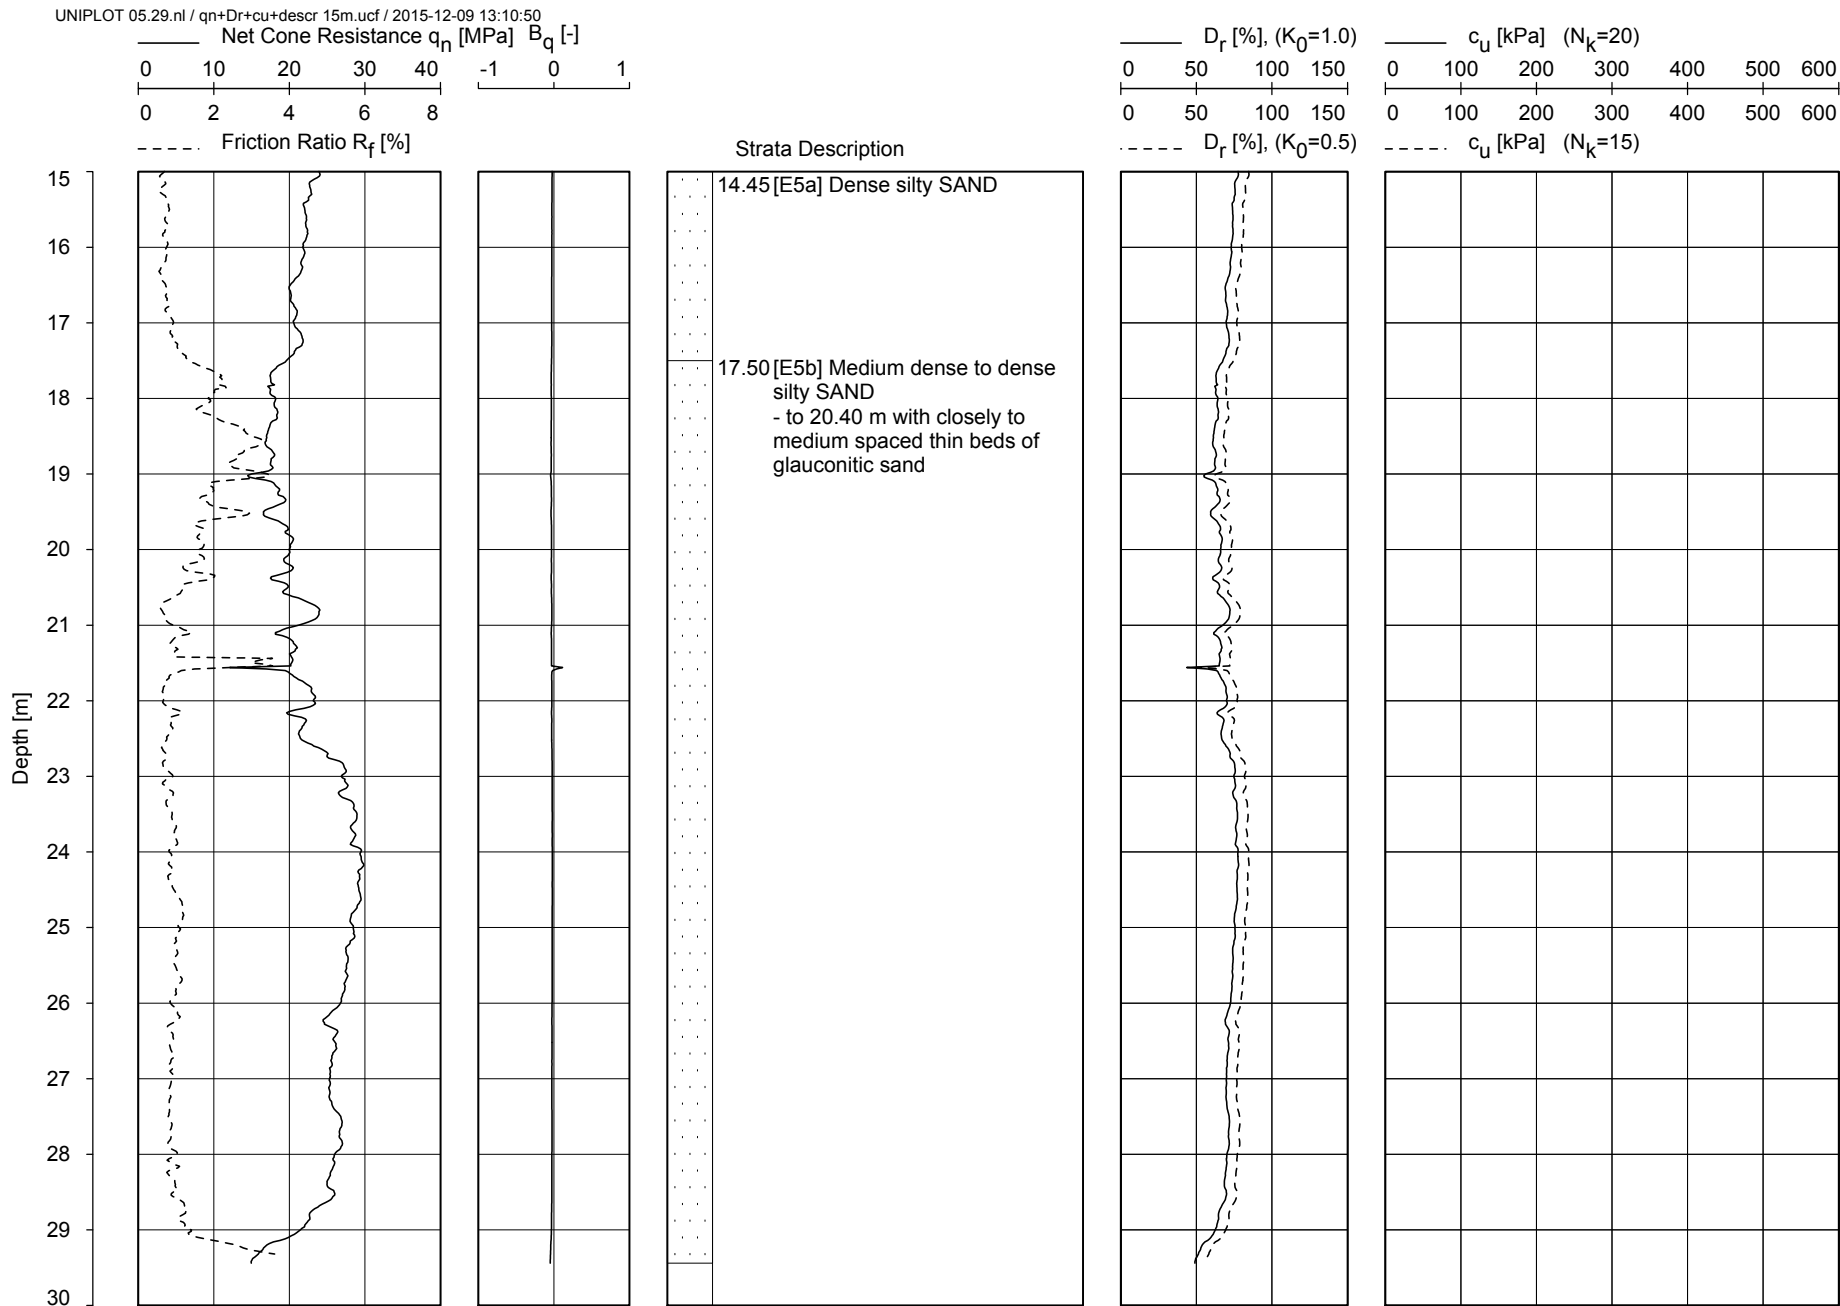 UNIPLOT 05.29.nl / qn+Dr+cu+descr 15m.ucf / 2015-12-09 13:10:50
Net Cone Resistance qn [MPa] Bq [-] Dr [%], (K0=1.0) cu [kPa] (Nk=20)
0 10 20 30 40 -1 0 1 0 50 100 150 0 100 200 300 400 500 600
0 2 4 6 8 0 50 100 150 0 100 200 300 400 500 600
Friction Ratio Rf [%] Strata Description Dr [%], (K0=0.5) cu [kPa] (Nk=15)
15 14.45 [E5a] Dense silty SAND
16
17
17.50 [E5b] Medium dense to dense
silty SAND
18
- to 20.40 m with closely to
medium spaced thin beds of
glauconitic sand
19
20
21
22
Depth [m]
23
24
25
26
27
28
29
30